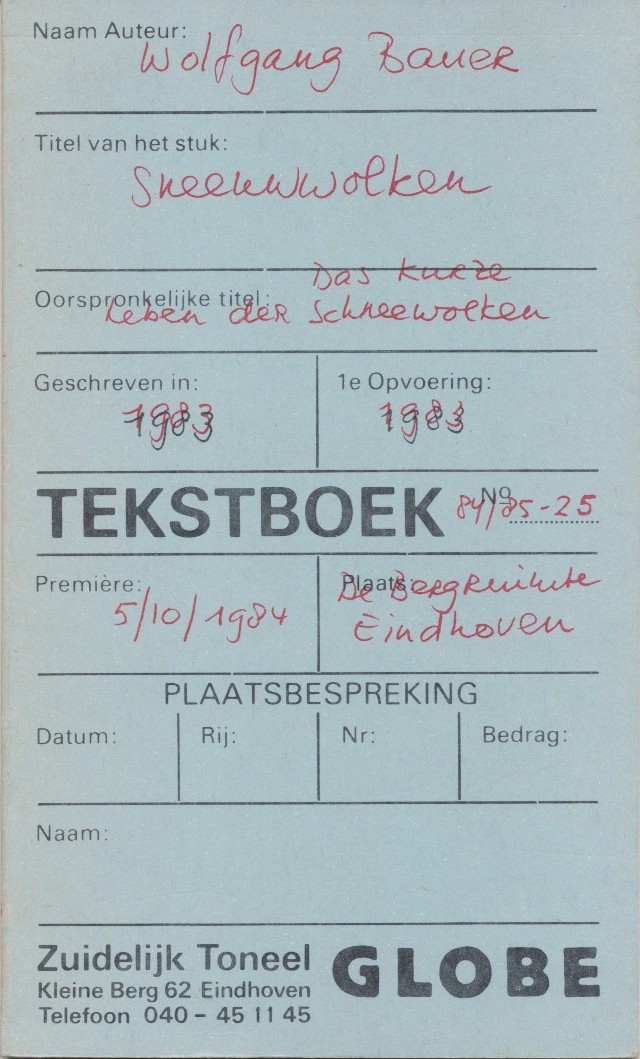 Naam Auteur:
Wolfgang Bauer
Titel van het stuk:
Sneeuwwolken
Oorspronkelijke titel:
Das kurze
Leben der Schneewolken
Geschreven in:
1983
1e Opvoering:
1983
TEKSTBOEK No 84/85-25
Première:
5/10/1984
Plaats:
De Bergruimte
Eindhoven
PLAATSBESPREKING
Datum:
Rij:
Nr:
Bedrag:
Naam:
Zuidelijk Toneel GLOBE
Kleine Berg 62 Eindhoven
Telefoon 040 - 45 11 45